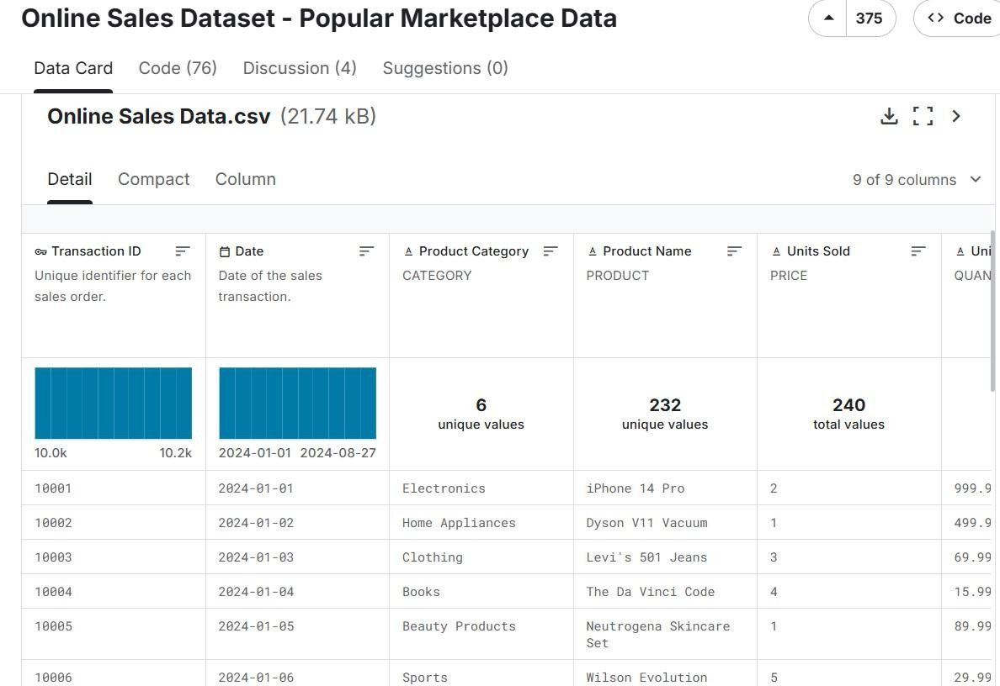 Online Sales Dataset - Popular Marketplace Data
375
Code
Data Card Code (76) Discussion (4) Suggestions (0)
Online Sales Data.csv (21.74 kB)
Detail Compact Column 9 of 9 columns
Transaction ID Date Product Category Product Name Units Sold Uni
Unique identifier for each Date of the sales CATEGORY PRODUCT PRICE QUAN
sales order. transaction.
6 232 240
unique values unique values total values
10.0k 10.2k 2024-01-01 2024-08-27
10001 2024-01-01 Electronics iPhone 14 Pro 2 999.9
10002 2024-01-02 Home Appliances Dyson V11 Vacuum 1 499.9
10003 2024-01-03 Clothing Levi's 501 Jeans 3 69.99
10004 2024-01-04 Books The Da Vinci Code 4 15.99
10005 2024-01-05 Beauty Products Neutrogena Skincare 1 89.99
Set
10006 2024-01-06 Sports Wilson Evolution 5 29.99